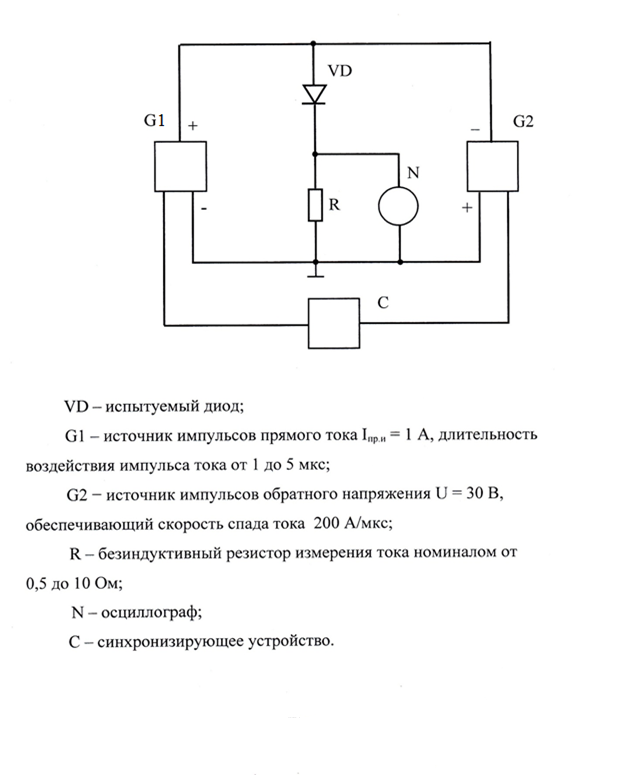 VD
G1
+
–
G2
N
-
R
+
C
VD – испытуемый диод;
G1 – источник импульсов прямого тока Iпр.и = 1 А, длительность
воздействия импульса тока от 1 до 5 мкс;
G2 – источник импульсов обратного напряжения U = 30 В,
обеспечивающий скорость спада тока 200 А/мкс;
R – безиндуктивный резистор измерения тока номиналом от
0,5 до 10 Ом;
N – осциллограф;
С – синхронизирующее устройство.